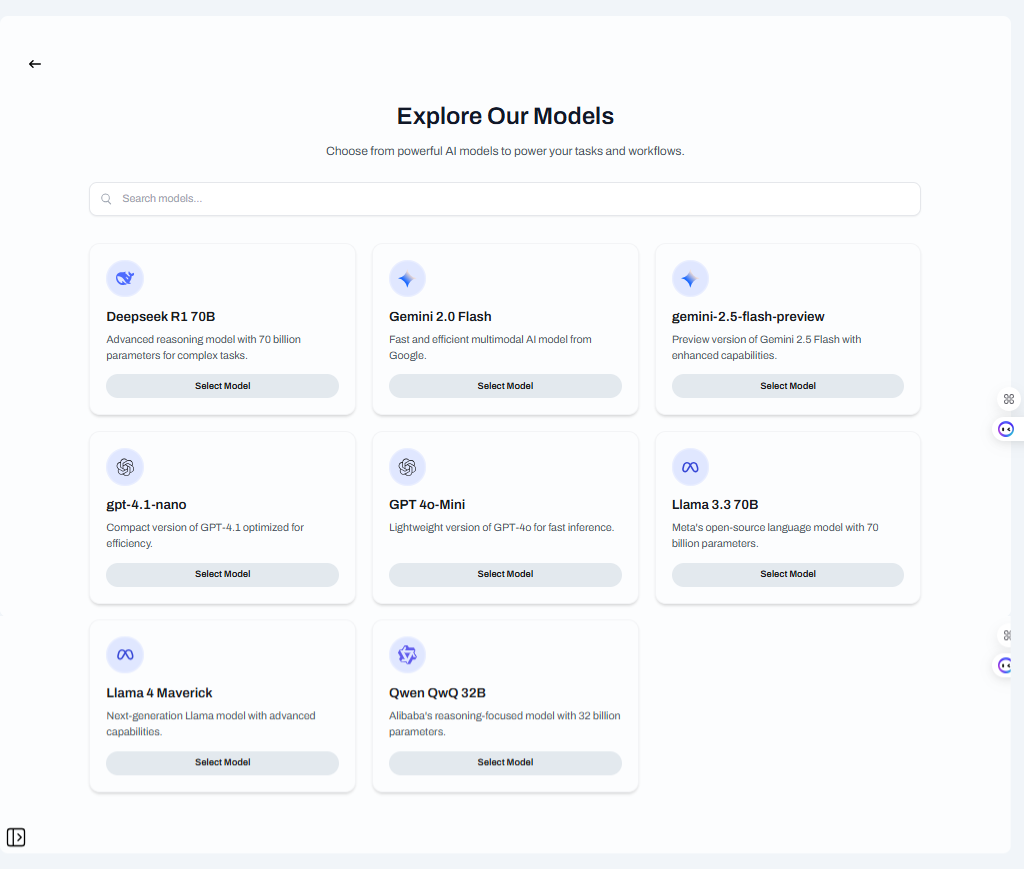 Explore Our Models
Choose from powerful AI models to power your tasks and workflows.
Search models...
Deepseek R1 70B
Advanced reasoning model with 70 billion
parameters for complex tasks.
Select Model
Gemini 2.0 Flash
Fast and efficient multimodal AI model from
Google.
Select Model
gemini-2.5-flash-preview
Preview version of Gemini 2.5 Flash with
enhanced capabilities.
Select Model
gpt-4.1-nano
Compact version of GPT-4.1 optimized for
efficiency.
Select Model
GPT 4o-Mini
Lightweight version of GPT-4o for fast inference.
Select Model
Llama 3.3 70B
Meta's open-source language model with 70
billion parameters.
Select Model
Llama 4 Maverick
Next-generation Llama model with advanced
capabilities.
Select Model
Qwen QwQ 32B
Alibaba's reasoning-focused model with 32 billion
parameters.
Select Model